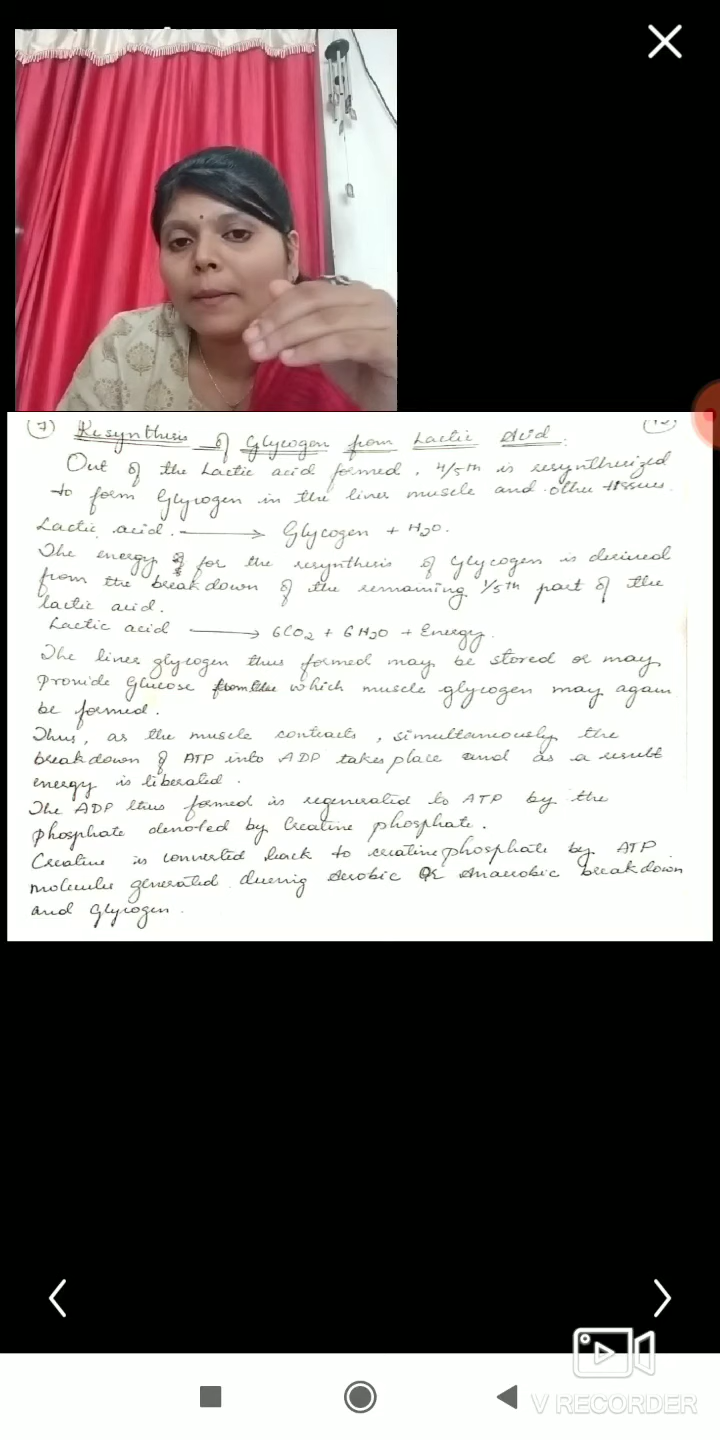 (7) Resynthesis of Glycogen from Lactic Acid :
Out of the Lactic acid formed, 4/5th is resynthesized
to form Glycogen in the liver muscle and other tissues.
Lactic acid. → Glycogen + H2O.
The energy for the resynthesis of Glycogen is derived
from the breakdown of the remaining 1/5th part of the
lactic acid.
Lactic acid → 6CO2 + 6H2O + Energy.
The liver glycogen thus formed may be stored or may
provide Glucose which muscle glycogen may again
be formed.
Thus, as the muscle contracts, simultaneously the
breakdown of ATP into ADP takes place and as a result
energy is liberated.
The ADP thus formed is regenerated to ATP by the
phosphate denoted by Creatine phosphate.
Creatine is converted back to creatine phosphate by ATP
molecules generated during Aerobic OR Anaerobic breakdown
and Glycogen.
V RECORDER